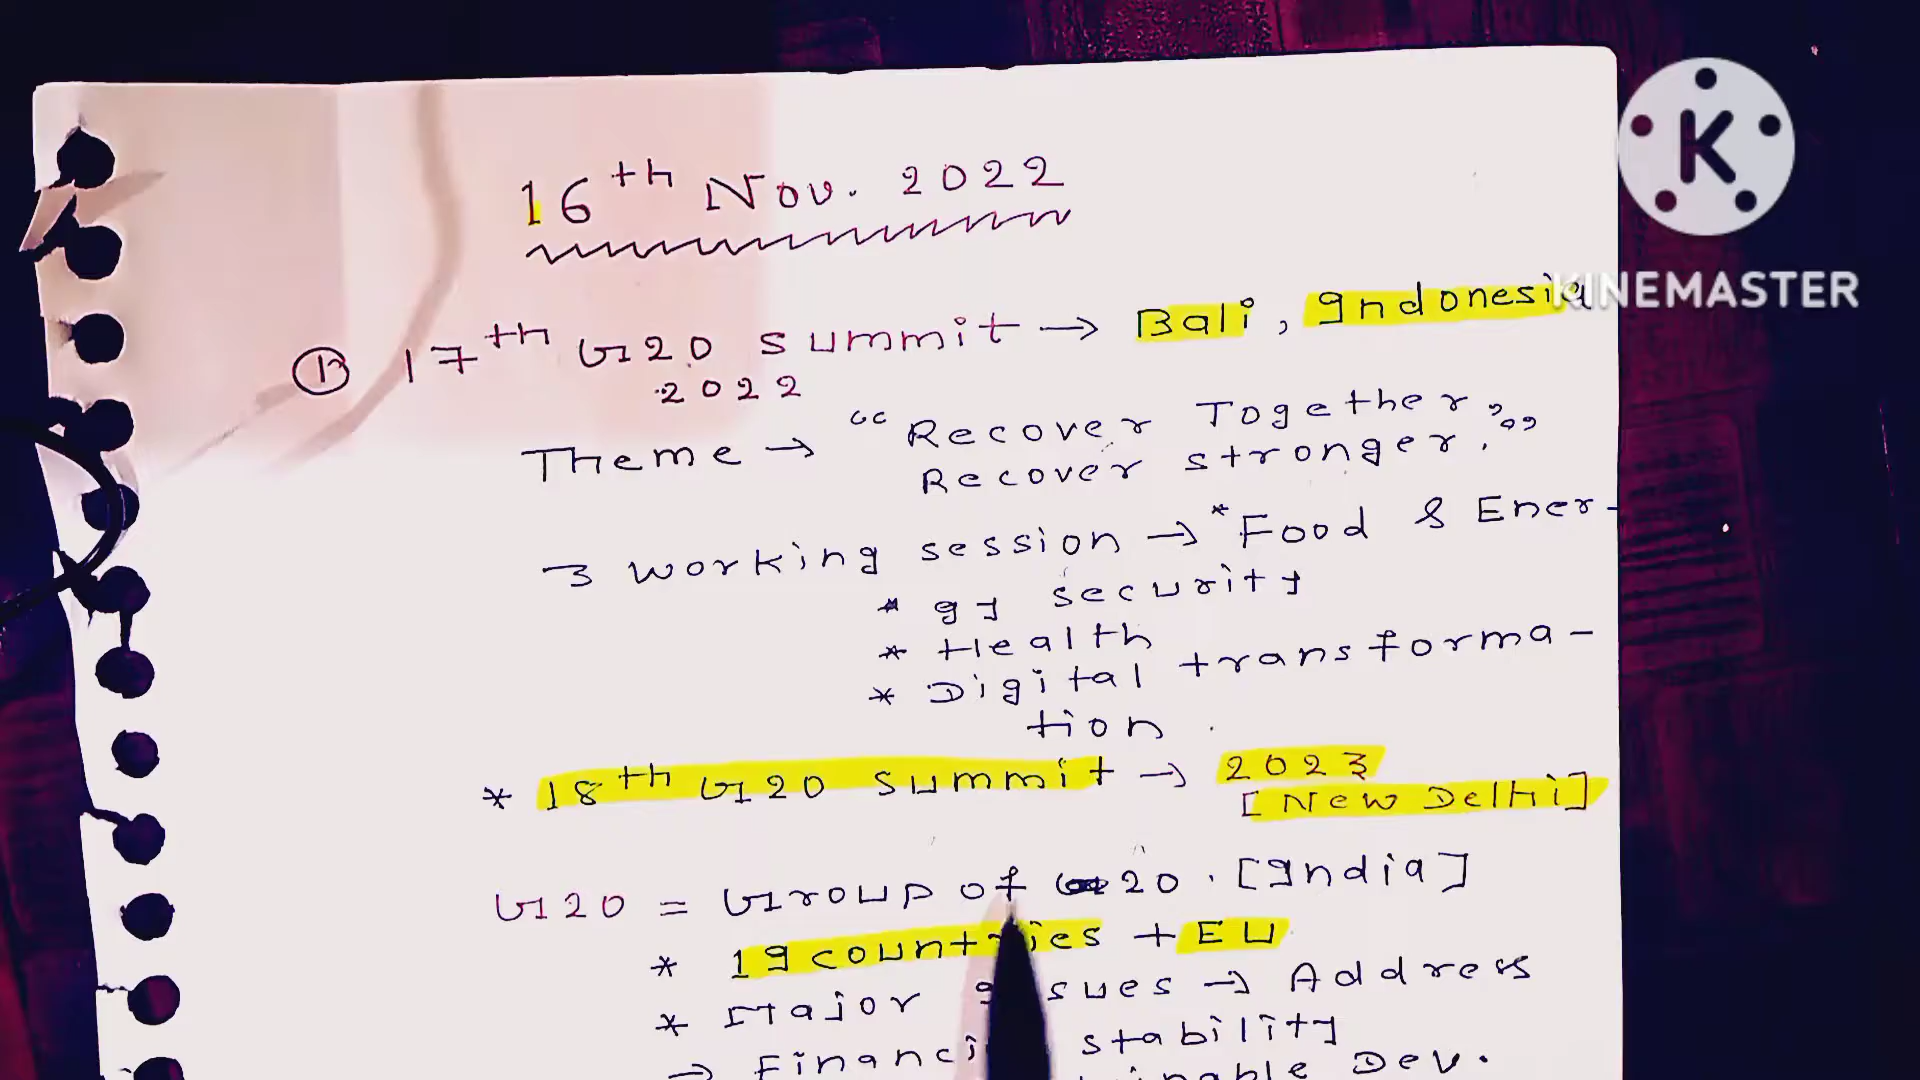 16th Nov. 2022
KINEMASTER
1) 17th G20 summit → Bali, Indonesia
2022
Theme → "Recover Together,
Recover stronger."
3 working session → * Food & Ener-
* gy security
* Health
* Digital transforma-
tion
* 18th G20 summit → 2023
[New Delhi]
G20 = Group of 20. [India]
* 19 countries + EU
* Major → Address
→ stability
Dev.